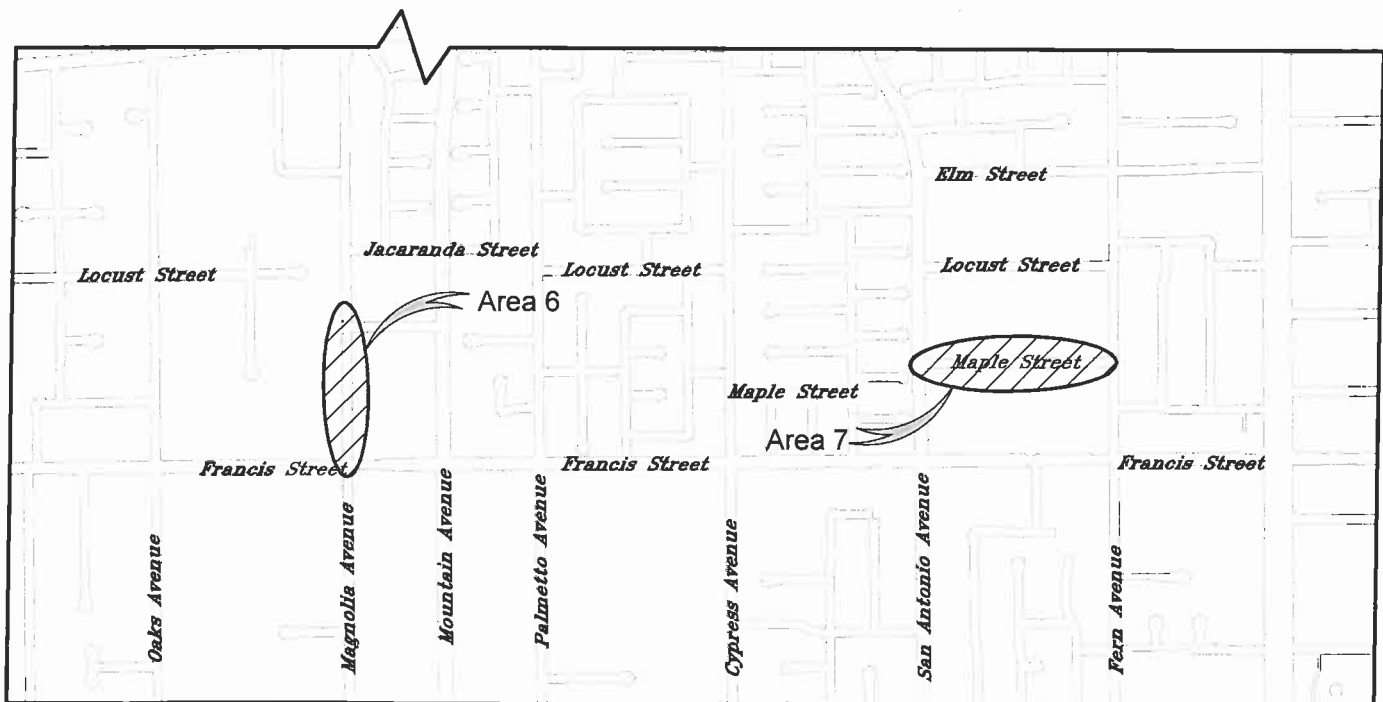 Elm Street
Jacaranda Street
Locust Street
Locust Street
Locust Street
Area 6
Maple Street
Maple Street
Area 7
Francis Street
Francis Street
Francis Street
Oaks Avenue
Magnolia Avenue
Mountain Avenue
Palmetto Avenue
Cypress Avenue
San Antonio Avenue
Fern Avenue